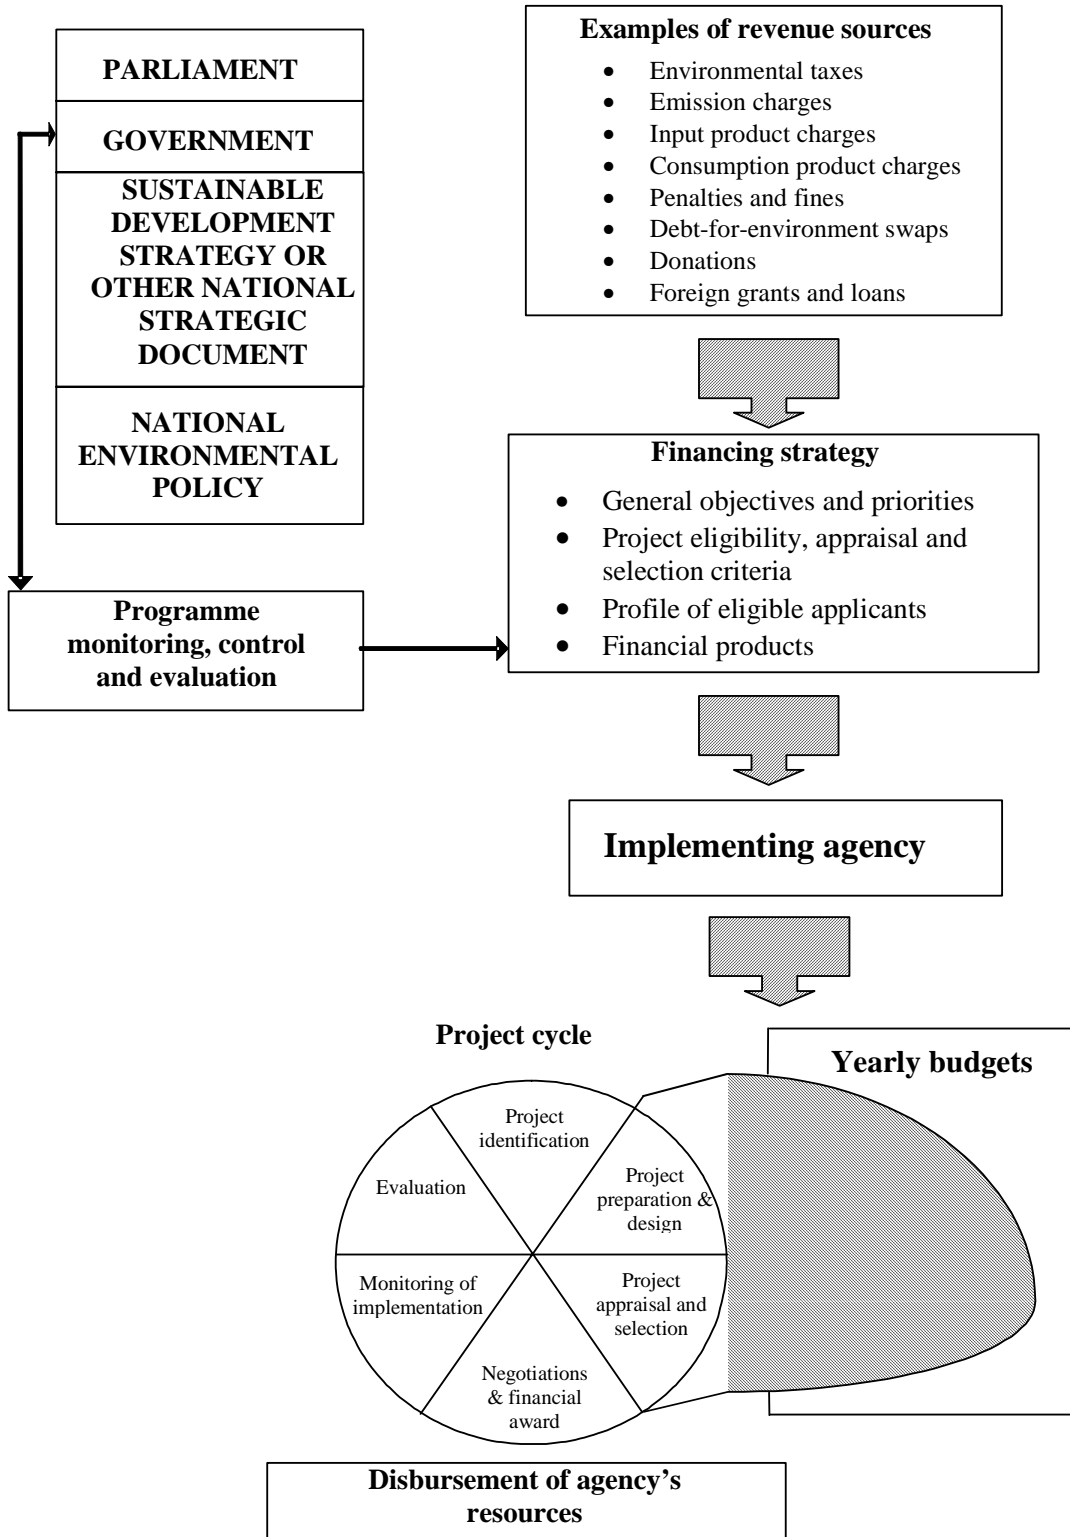 PARLIAMENT
GOVERNMENT
SUSTAINABLE
DEVELOPMENT
STRATEGY OR
OTHER NATIONAL
STRATEGIC
DOCUMENT
NATIONAL
ENVIRONMENTAL
POLICY
Programme
monitoring, control
and evaluation
Examples of revenue sources
• Environmental taxes
• Emission charges
• Input product charges
• Consumption product charges
• Penalties and fines
• Debt-for-environment swaps
• Donations
• Foreign grants and loans
Financing strategy
• General objectives and priorities
• Project eligibility, appraisal and
selection criteria
• Profile of eligible applicants
• Financial products
Implementing agency
Project cycle
Yearly budgets
Project
identification
Project
preparation &
design
Project
appraisal and
selection
Negotiations
& financial
award
Monitoring of
implementation
Evaluation
Disbursement of agency’s
resources